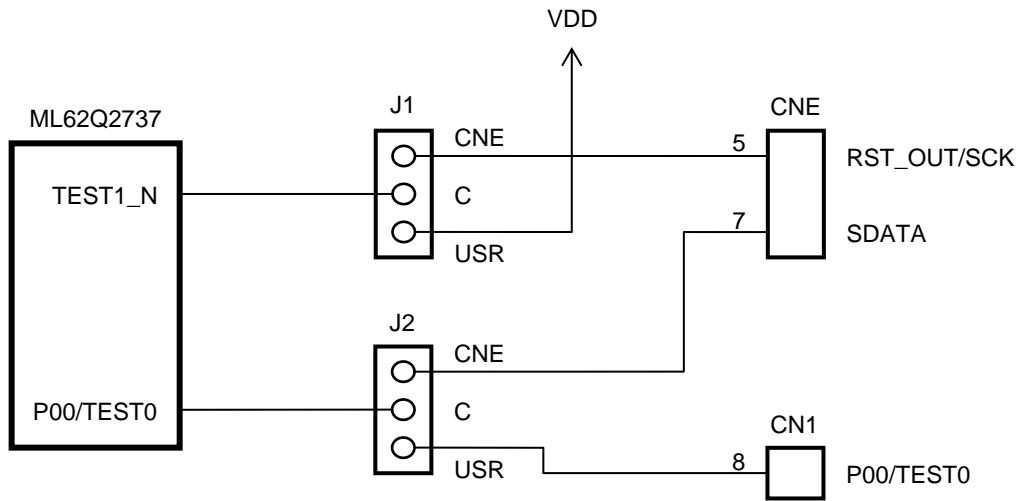 VDD
J1
CNE
ML62Q2737
CNE
5
RST_OUT/SCK
TEST1_N
C
7
SDATA
USR
J2
CNE
P00/TEST0
C
CN1
USR
8
P00/TEST0